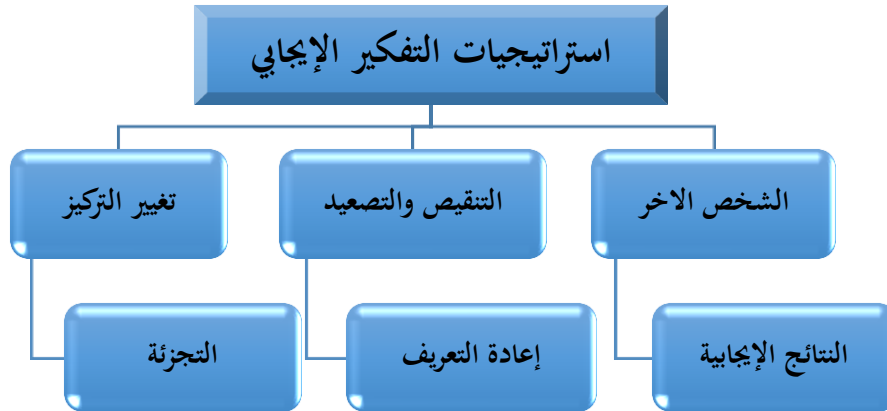 استراتيجيات التفكير الإيجابي
الشخص الاخر
التنقيص والتصعيد
تغيير التركيز
النتائج الإيجابية
إعادة التعريف
التجزئة